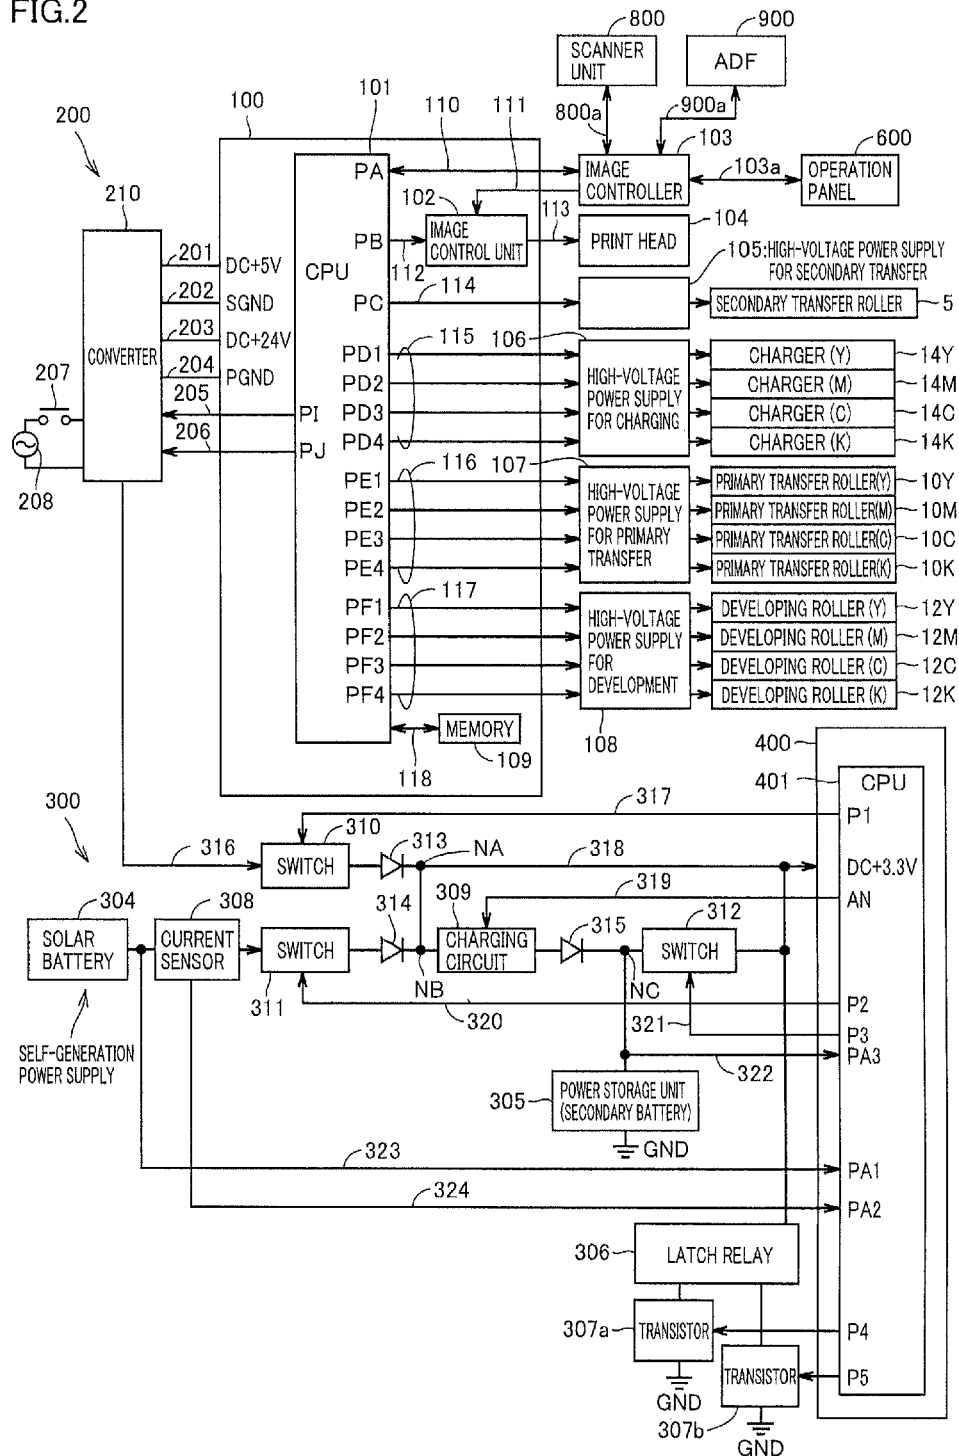 FIG.2
800
900
SCANNER
UNIT
ADF
800a
900a
200
100
101
110
111
103
600
210
PA
IMAGE
CONTROLLER
103a
OPERATION
PANEL
102
104
201
DC+5V
PB
112
IMAGE
CONTROL UNIT
113
PRINT HEAD
CPU
105:HIGH-VOLTAGE POWER SUPPLY
FOR SECONDARY TRANSFER
202
SGND
PC
114
SECONDARY TRANSFER ROLLER
5
203
DC+24V
115
106
CONVERTER
PD1
CHARGER (Y)
14Y
204
PGND
PD2
HIGH-VOLTAGE
POWER SUPPLY
FOR CHARGING
CHARGER (M)
14M
207
205
PI
PD3
CHARGER (C)
14C
206
PJ
PD4
CHARGER (K)
14K
208
116
107
PE1
HIGH-VOLTAGE
POWER SUPPLY
FOR PRIMARY
TRANSFER
PRIMARY TRANSFER ROLLER(Y)
10Y
PE2
PRIMARY TRANSFER ROLLER(M)
10M
PE3
PRIMARY TRANSFER ROLLER(C)
10C
PE4
PRIMARY TRANSFER ROLLER(K)
10K
117
PF1
HIGH-VOLTAGE
POWER SUPPLY
FOR
DEVELOPMENT
DEVELOPING ROLLER (Y)
12Y
PF2
DEVELOPING ROLLER (M)
12M
PF3
DEVELOPING ROLLER (C)
12C
PF4
DEVELOPING ROLLER (K)
12K
108
MEMORY
118
109
400
401
CPU
300
317
P1
310
313
NA
316
SWITCH
318
DC+3.3V
304
308
314
309
319
AN
315
312
SOLAR
BATTERY
CURRENT
SENSOR
SWITCH
CHARGING
CIRCUIT
SWITCH
311
NB
NC
320
P2
321
P3
SELF-GENERATION
POWER SUPPLY
322
PA3
305
POWER STORAGE UNIT
(SECONDARY BATTERY)
GND
323
PA1
324
PA2
306
LATCH RELAY
307a
TRANSISTOR
P4
TRANSISTOR
P5
GND
307b
GND